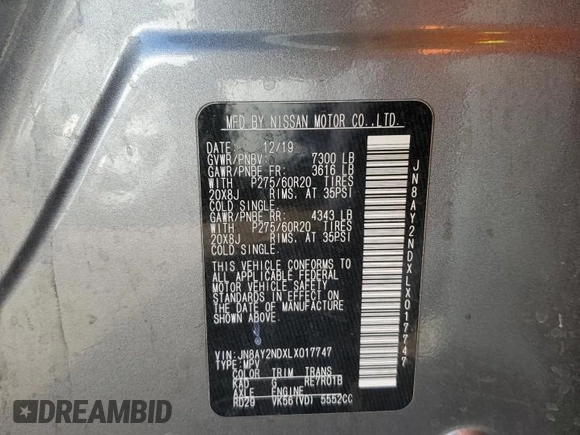 MFD BY NISSAN MOTOR CO.,LTD.
DATE: 12/19
GVWR/PNBV: 7300 LB
GAWR/PNBE FR: 3616 LB
WITH P275/60R20 TIRES
20X8J RIMS, AT 35PSI
COLD SINGLE.
GAWR/PNBE RR: 4343 LB
WITH P275/60R20 TIRES
20X8J RIMS, AT 35PSI
COLD SINGLE.
THIS VEHICLE CONFORMS TO
ALL APPLICABLE FEDERAL
MOTOR VEHICLE SAFETY
STANDARDS IN EFFECT ON
THE DATE OF MANUFACTURE
SHOWN ABOVE.
VIN:JN8AY2NDXLX017747
TYPE:MPV
COLOR TRIM TRANS
KAD G RE7R01B
AXLE ENGINE
RD29 VK56(VD) 5552CC
JN8AY2NDXLX017747
DREAMBID
DREAMBID